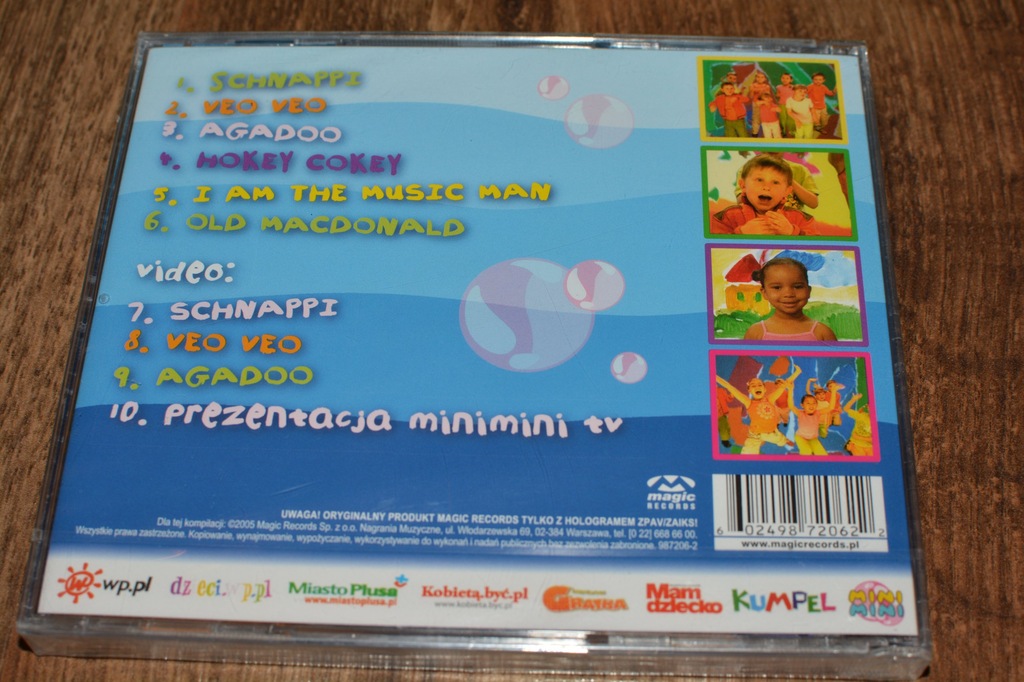 1. SCHNAPPI
2. VEO VEO
3. AGADOO
4. HOKEY COKEY
5. I AM THE MUSIC MAN
6. OLD MACDONALD
video:
7. SCHNAPPI
8. VEO VEO
9. AGADOO
10. prezentacja minimini tv
magic
RECORDS
UWAGA! ORYGINALNY PRODUKT MAGIC RECORDS TYLKO Z HOLOGRAMEM ZPAV/ZAIKS!
Dla tej kompilacji: ©2005 Magic Records Sp. z o.o. Nagrania Muzyczne, ul. Włodarzewska 69, 02-384 Warszawa, tel. [0 22] 668 66 00.
Wszystkie prawa zastrzeżone. Kopiowanie, wynajmowanie, wypożyczanie, wykorzystywanie do wykonań i nadań publicznych bez zezwolenia zabronione. 987206-2
6 02498 72062 2
www.magicrecords.pl
wp.pl
dzieci.wp.pl
Miasto Plusa
www.miastoplusa.pl
Kobieta.być.pl
www.kobieta.byc.pl
GRATKA
Mam dziecko
KUMPEL
MINI MINI